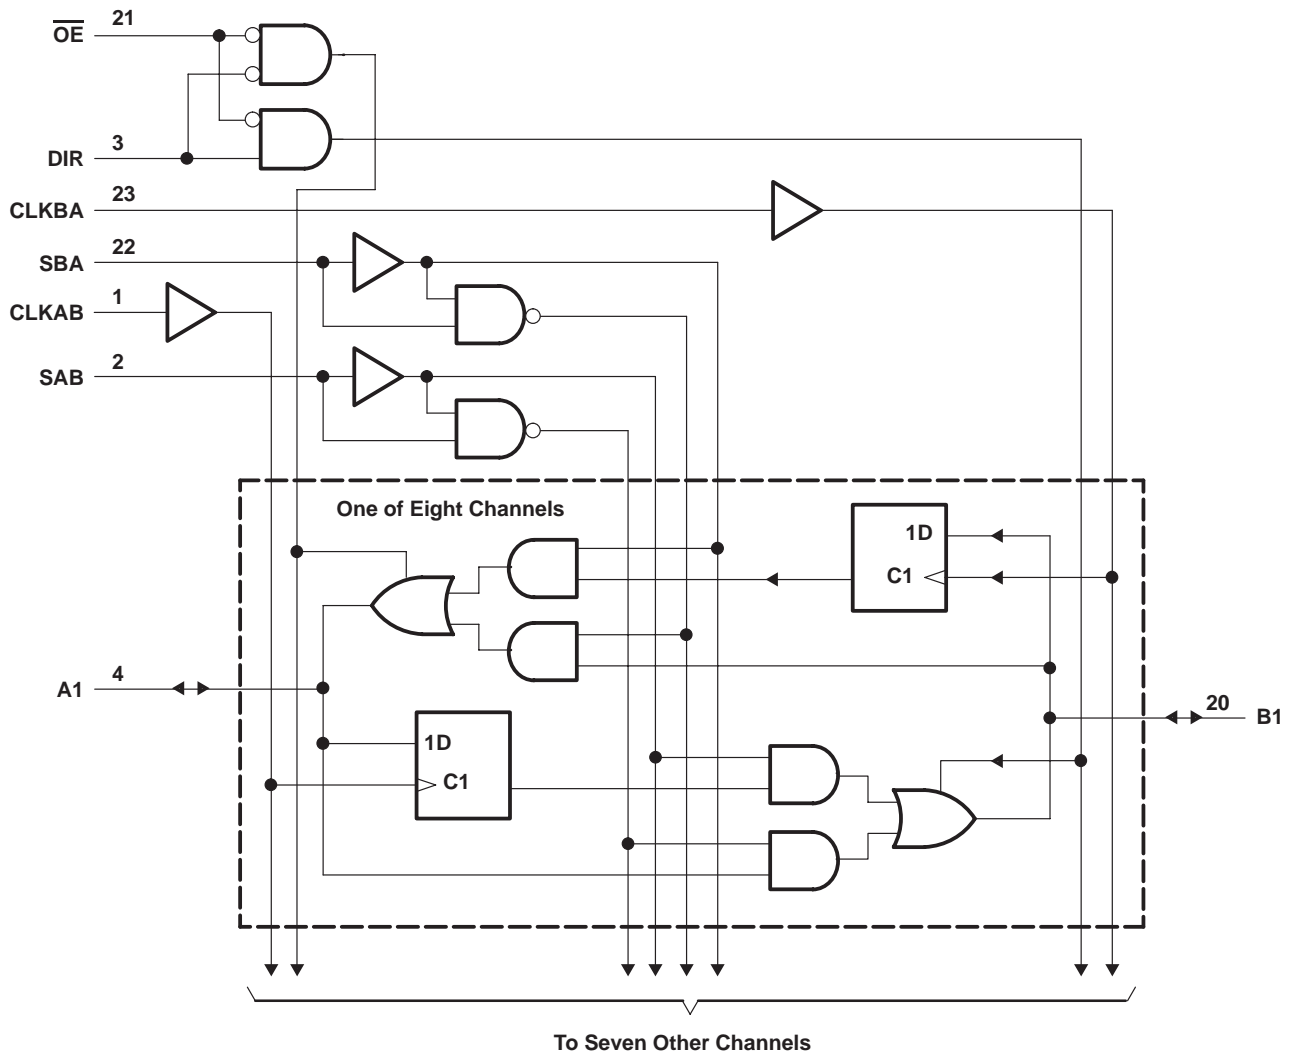 21
OE
3
DIR
23
CLKBA
22
SBA
1
CLKAB
2
SAB
One of Eight Channels
1D
C1
4
A1
20
B1
1D
C1
To Seven Other Channels